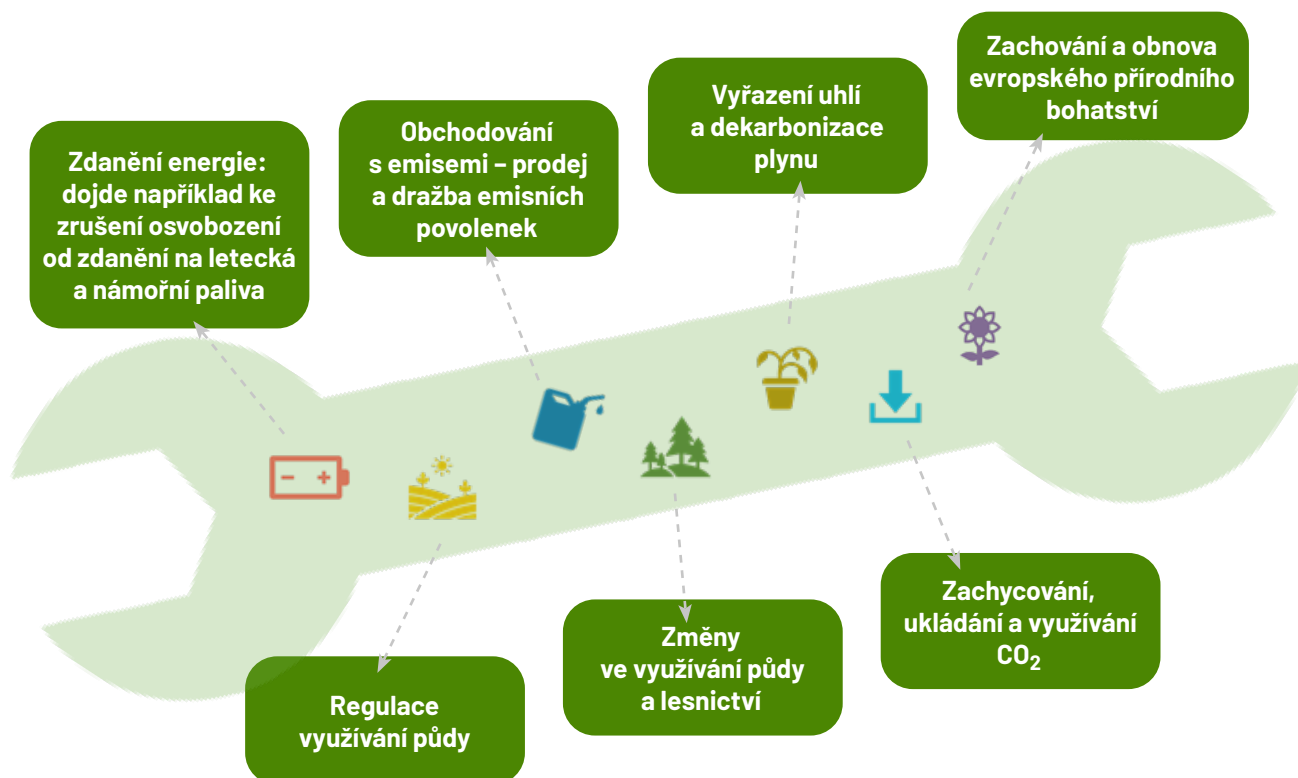 Zdanění energie:
dojde například ke
zrušení osvobození
od zdanění na letecká
a námořní paliva
Obchodování
s emisemi – prodej
a dražba emisních
povolenek
Vyřazení uhlí
a dekarbonizace
plynu
Zachování a obnova
evropského přírodního
bohatství
Regulace
využívání půdy
Změny
ve využívání půdy
a lesnictví
Zachycování,
ukládání a využívání
CO₂